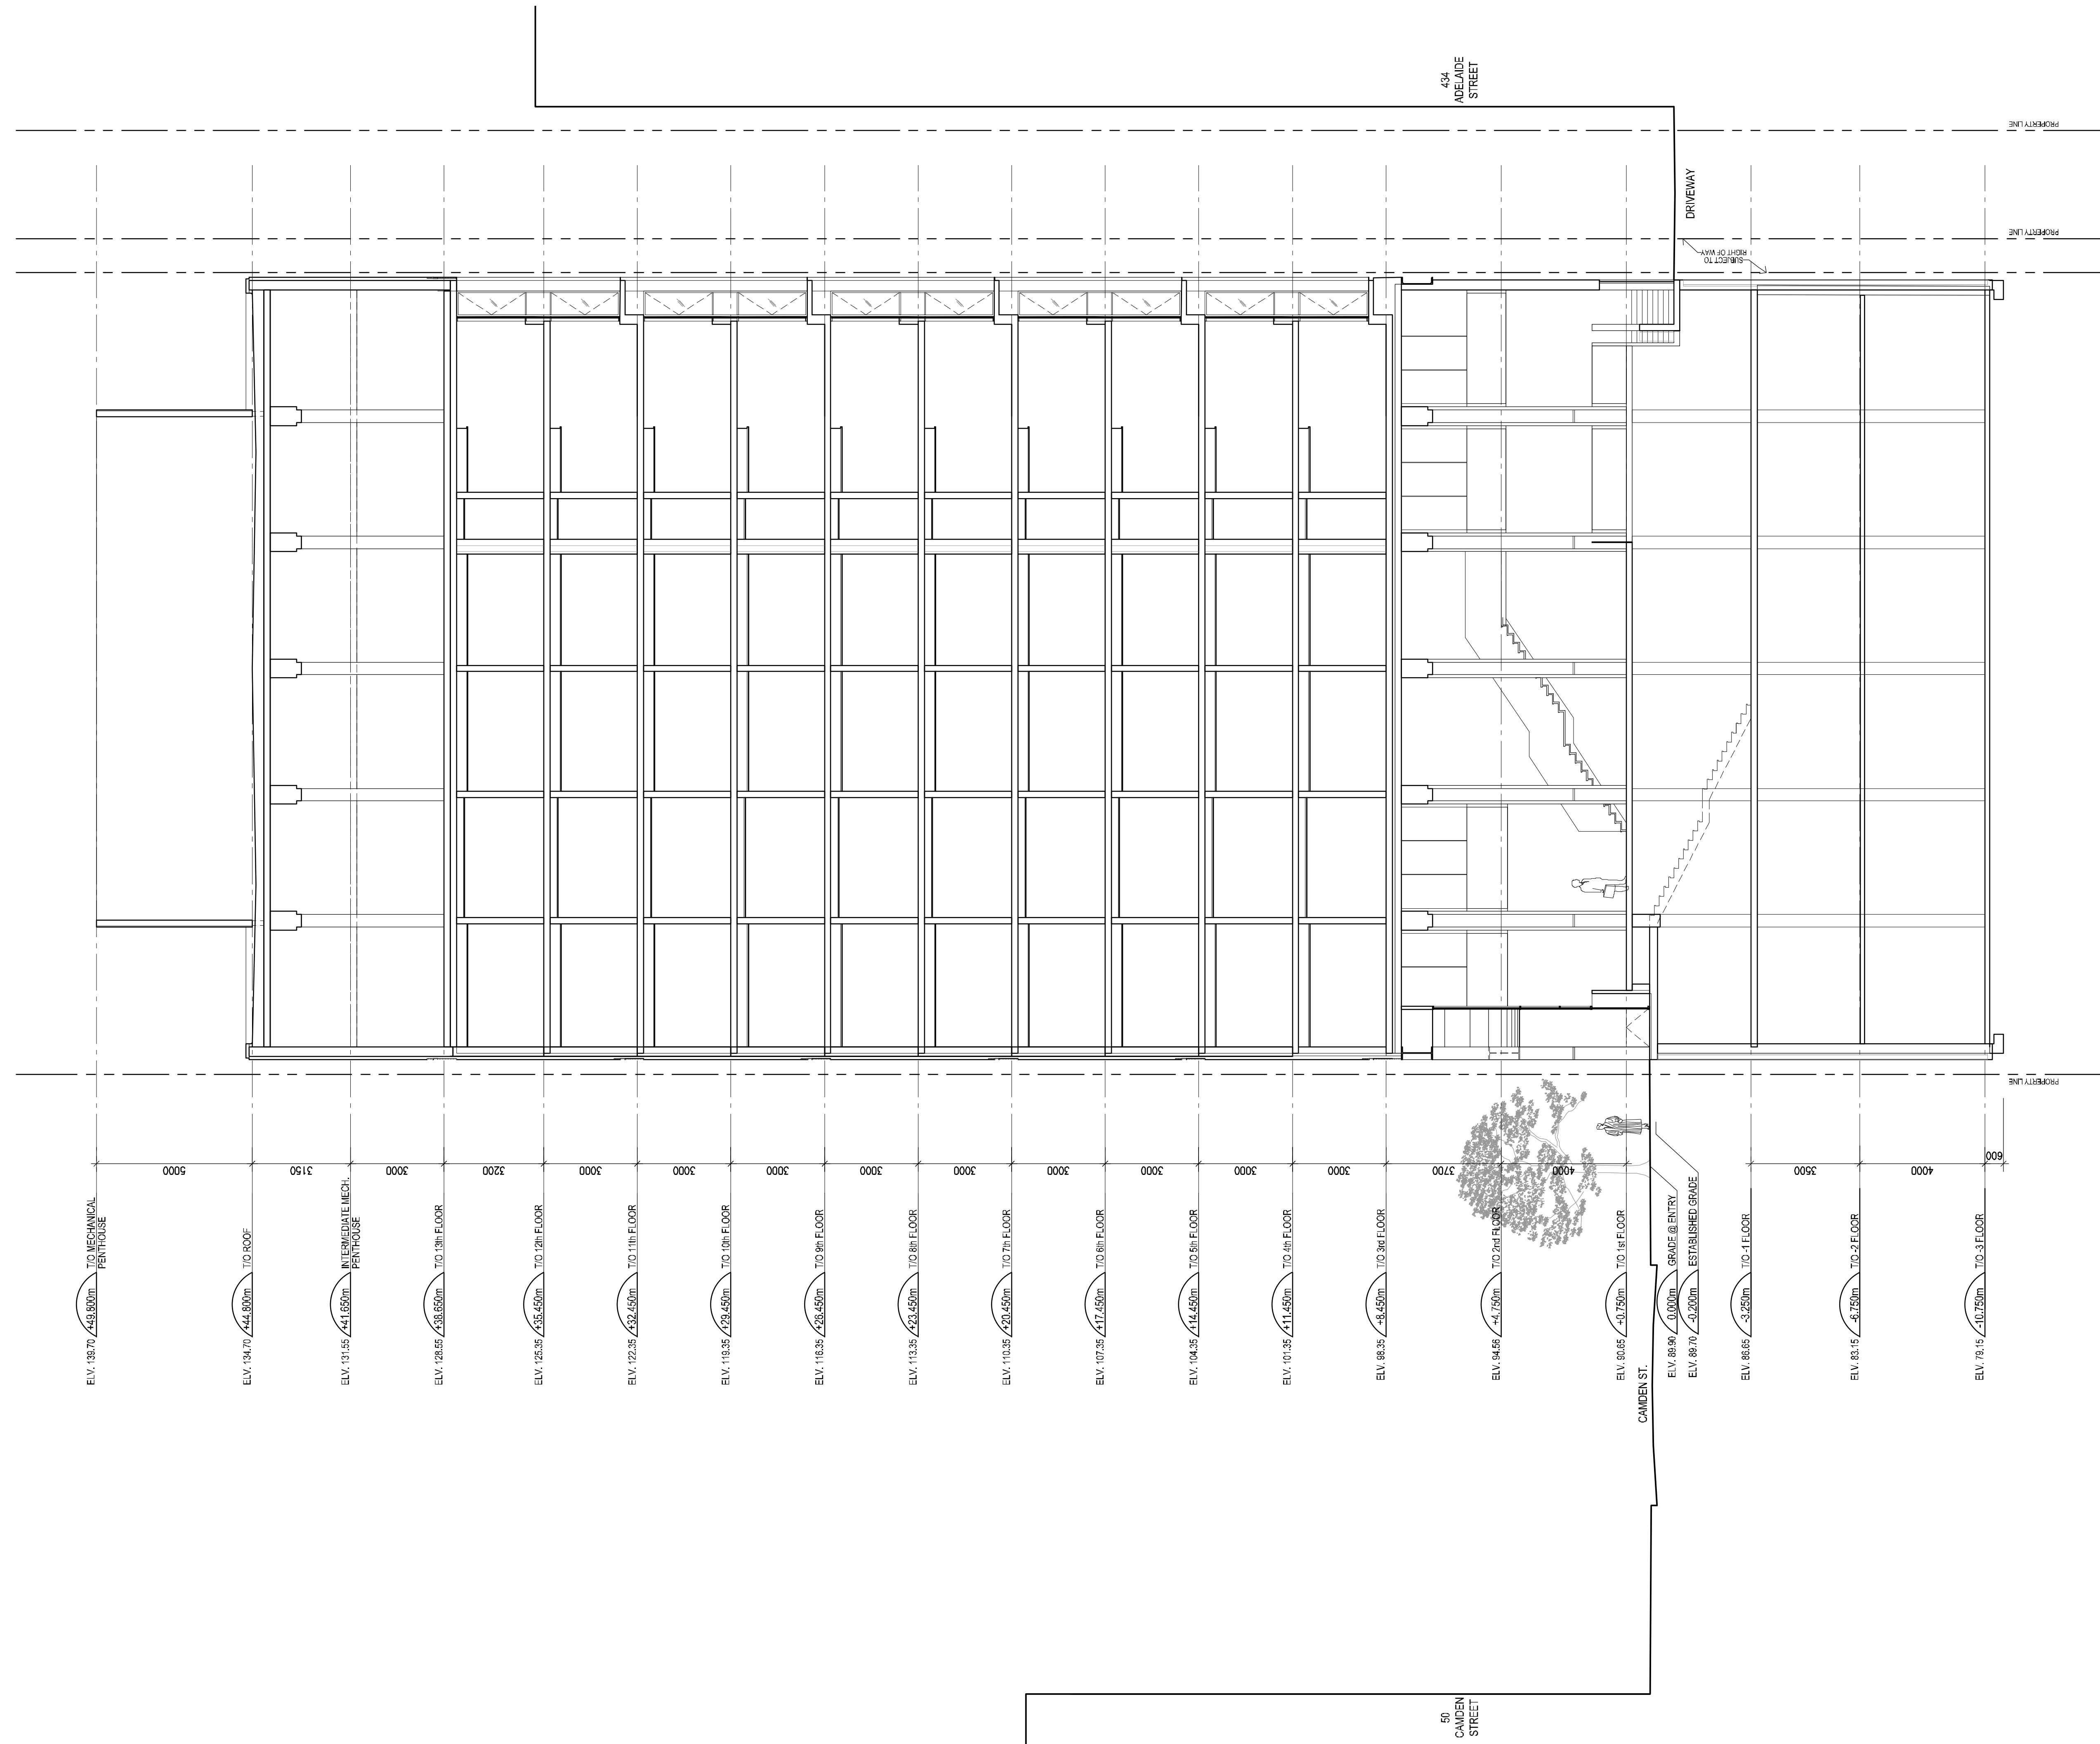 434
ADELAIDE
STREET
PROPERTY LINE
DRIVEWAY
PROPERTY LINE
SUBJECT TO
RIGHT OF WAY
PROPERTY LINE
5000
3150
3000
3200
3000
3000
3000
3000
3000
3000
3000
3000
3000
3700
4000
3500
4000
600
ELV. 139.70 +49.800m T/O MECHANICAL
PENTHOUSE
ELV. 134.70 +44.800m T/O ROOF
ELV. 131.55 +41.650m INTERMEDIATE MECH.
PENTHOUSE
ELV. 128.55 +38.650m T/O 13th FLOOR
ELV. 125.35 +35.450m T/O 12th FLOOR
ELV. 122.35 +32.450m T/O 11th FLOOR
ELV. 119.35 +29.450m T/O 10th FLOOR
ELV. 116.35 +26.450m T/O 9th FLOOR
ELV. 113.35 +23.450m T/O 8th FLOOR
ELV. 110.35 +20.450m T/O 7th FLOOR
ELV. 107.35 +17.450m T/O 6th FLOOR
ELV. 104.35 +14.450m T/O 5th FLOOR
ELV. 101.35 +11.450m T/O 4th FLOOR
ELV. 98.35 +8.450m T/O 3rd FLOOR
ELV. 94.56 +4.750m T/O 2nd FLOOR
ELV. 90.65 +0.750m T/O 1st FLOOR
ELV. 89.90 0.000m GRADE @ ENTRY
ELV. 89.70 -0.200m ESTABLISHED GRADE
ELV. 86.65 -3.250m T/O -1 FLOOR
ELV. 83.15 -6.750m T/O -2 FLOOR
ELV. 79.15 -10.750m T/O -3 FLOOR
CAMDEN ST.
50
CAMDEN
STREET